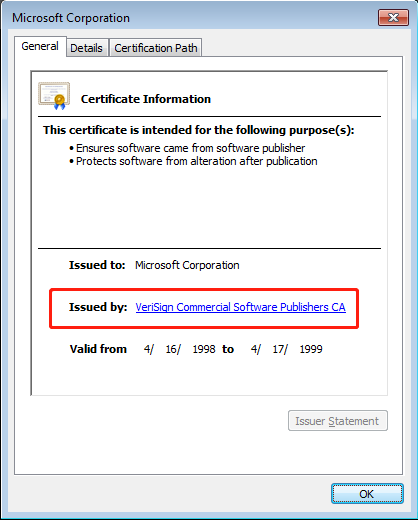 Microsoft Corporation
General Details Certification Path
Certificate Information
This certificate is intended for the following purpose(s):
• Ensures software came from software publisher
• Protects software from alteration after publication
Issued to: Microsoft Corporation
Issued by: VeriSign Commercial Software Publishers CA
Valid from 4/ 16/ 1998 to 4/ 17/ 1999
Issuer Statement
OK